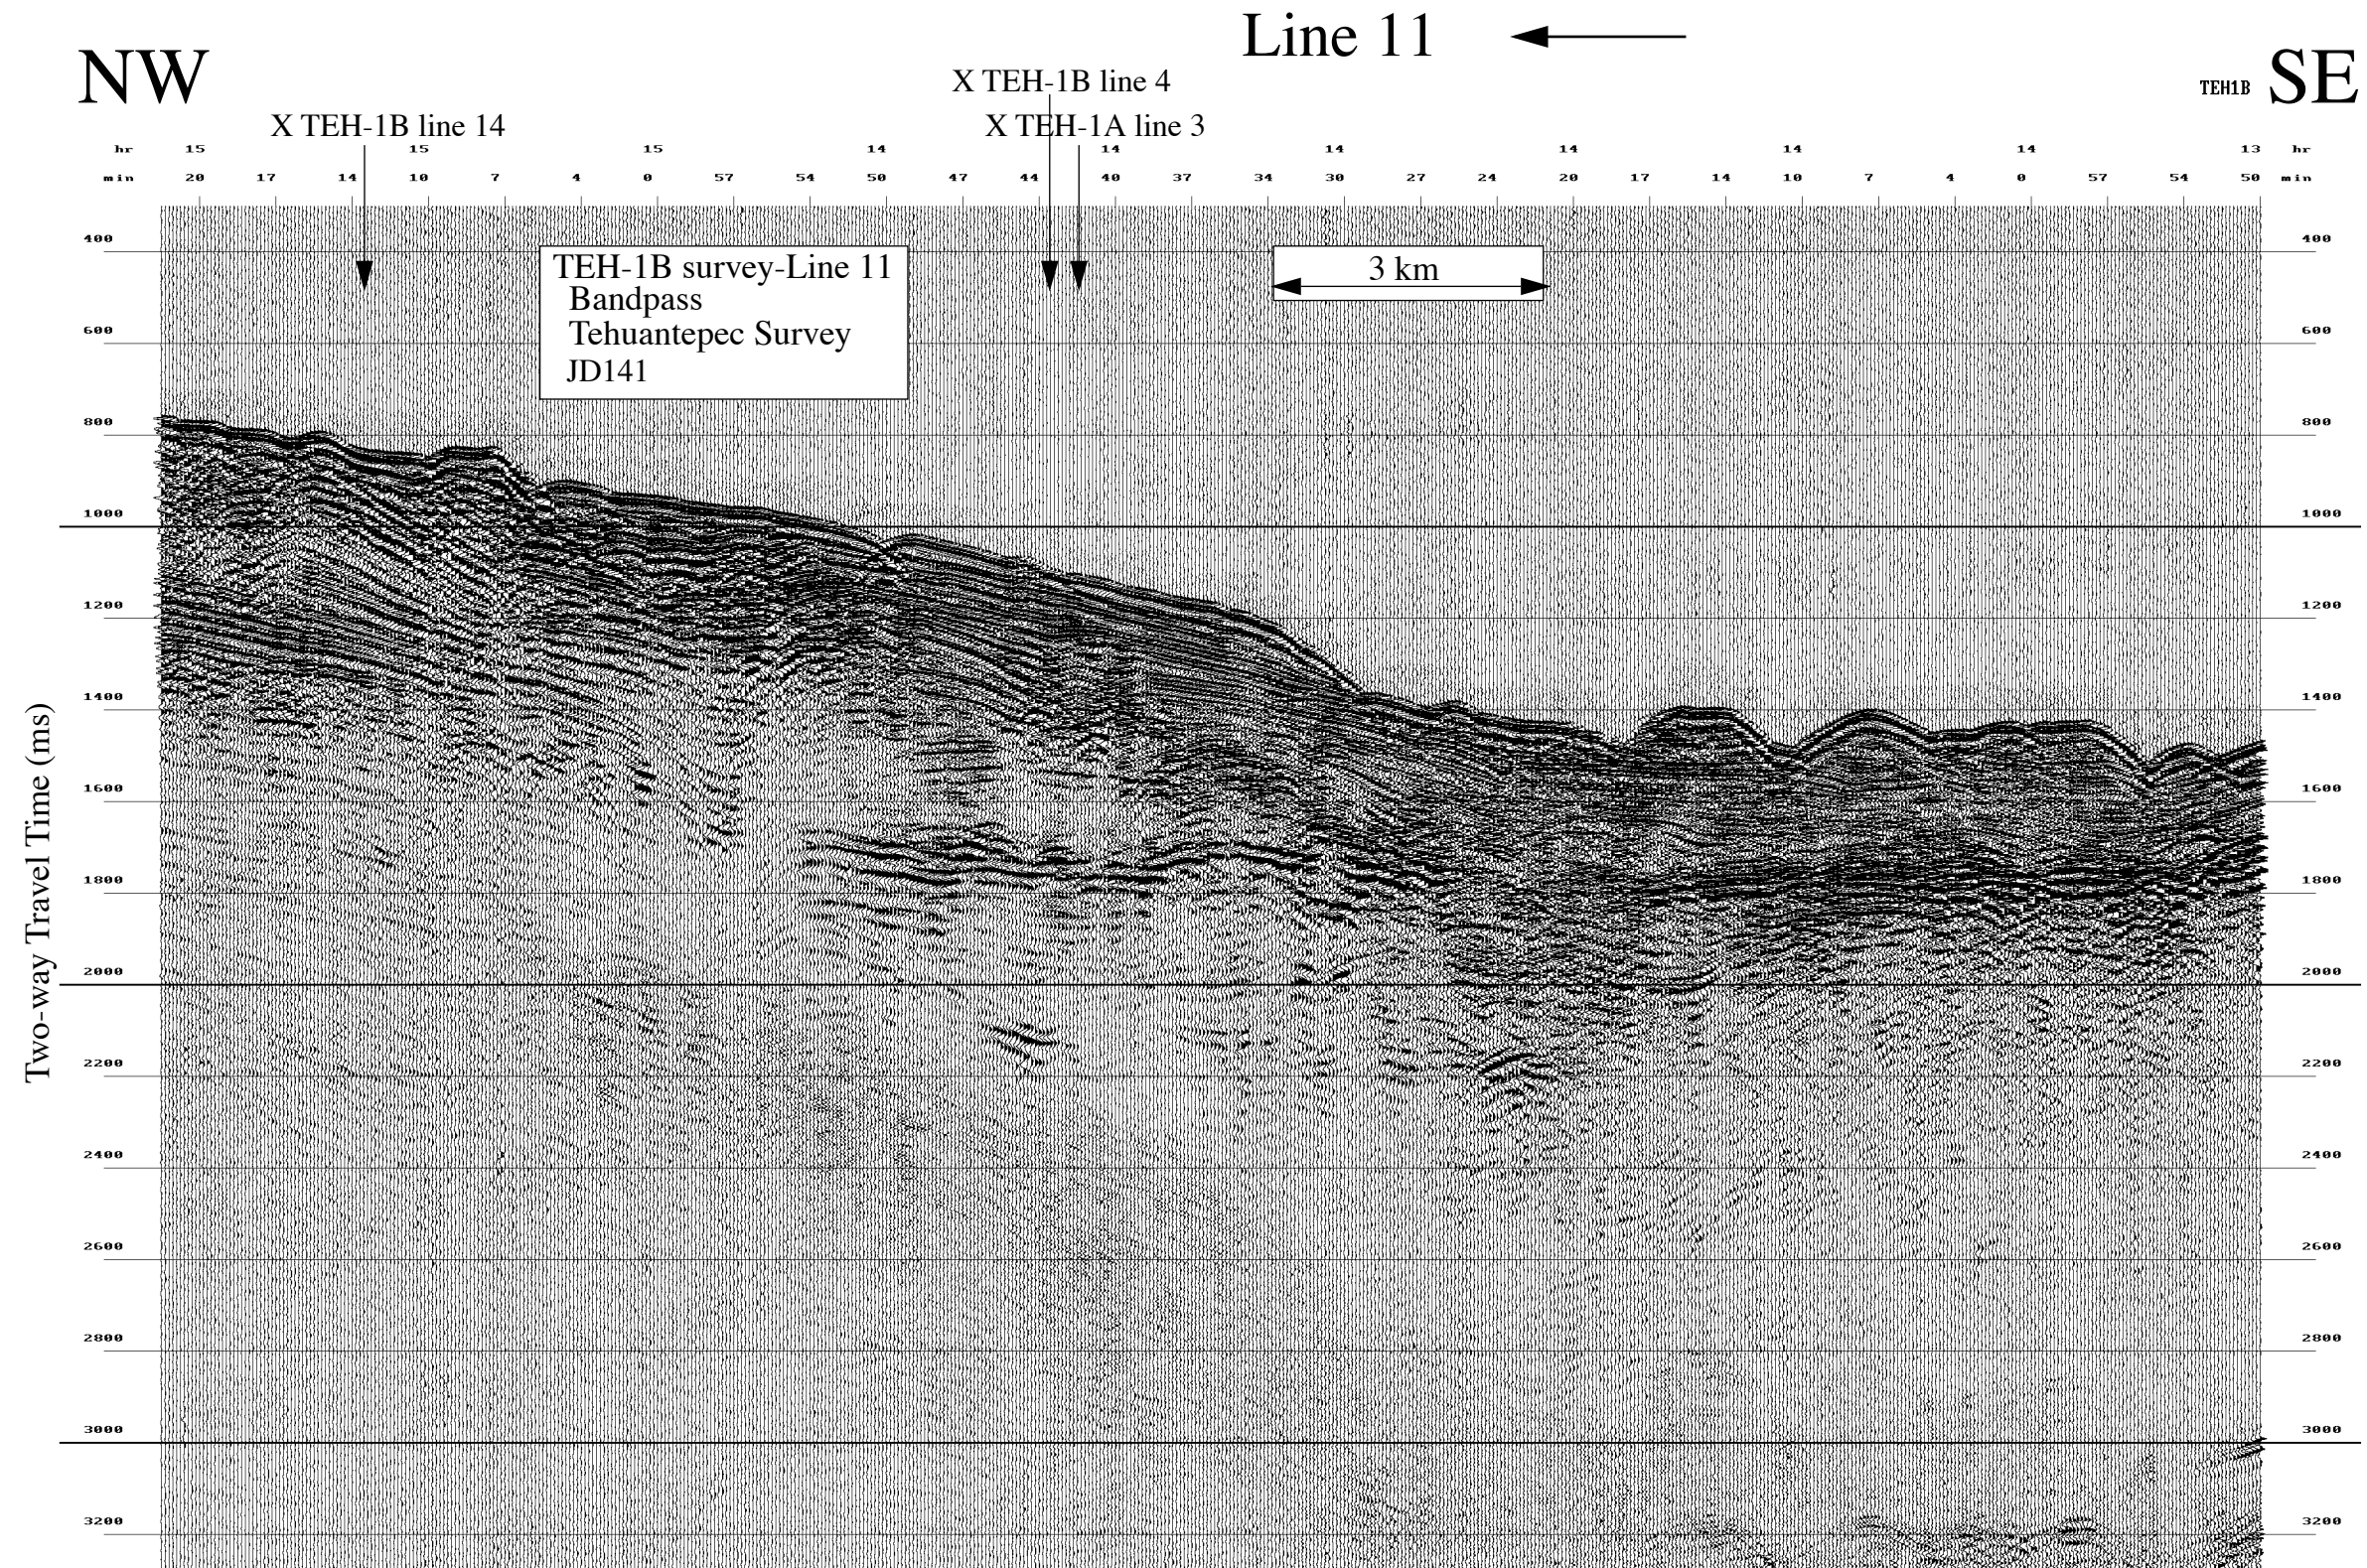 Line 11
NW
TEH1B SE
X TEH-1B line 4
X TEH-1B line 14
X TEH-1A line 3
hr 15 15 15 14 14 14 14 14 14 13 hr
min 20 17 14 10 7 4 0 57 54 50 47 44 40 37 34 30 27 24 20 17 14 10 7 4 0 57 54 50 min
400 400
TEH-1B survey-Line 11
3 km
Bandpass
Tehuantepec Survey
600 600
JD141
800 800
1000 1000
1200 1200
1400 1400
Two-way Travel Time (ms)
1600 1600
1800 1800
2000 2000
2200 2200
2400 2400
2600 2600
2800 2800
3000 3000
3200 3200